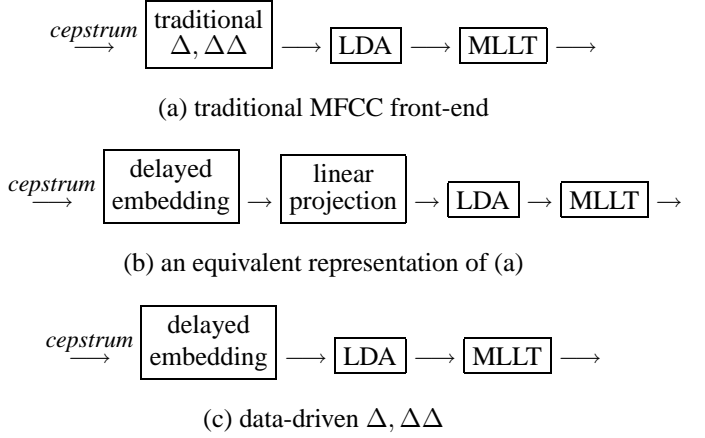 cepstrum traditional Δ, ΔΔ LDA MLLT
(a) traditional MFCC front-end
cepstrum delayed embedding linear projection LDA MLLT
(b) an equivalent representation of (a)
cepstrum delayed embedding LDA MLLT
(c) data-driven Δ, ΔΔ